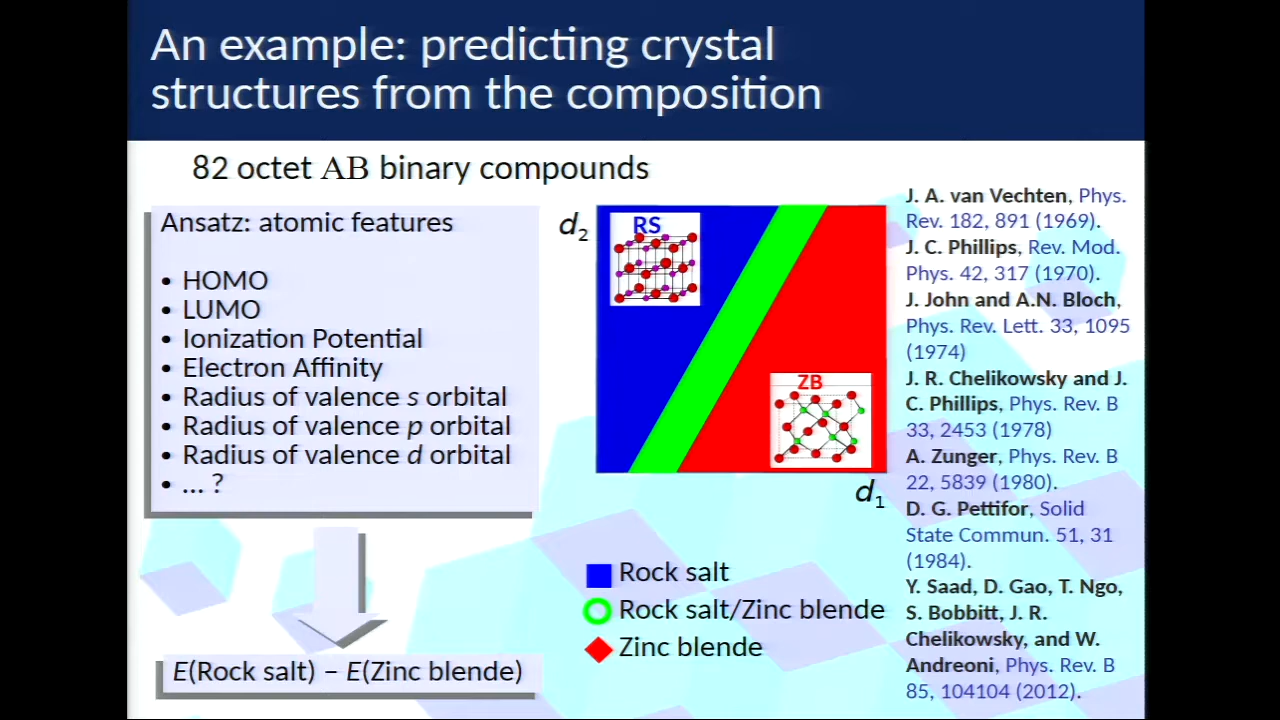 An example: predicting crystal
structures from the composition
82 octet AB binary compounds
Ansatz: atomic features
• HOMO
• LUMO
• Ionization Potential
• Electron Affinity
• Radius of valence s orbital
• Radius of valence p orbital
• Radius of valence d orbital
• ... ?
E(Rock salt) – E(Zinc blende)
d2
RS
ZB
d1
Rock salt
Rock salt/Zinc blende
Zinc blende
J. A. van Vechten, Phys.
Rev. 182, 891 (1969).
J. C. Phillips, Rev. Mod.
Phys. 42, 317 (1970).
J. John and A.N. Bloch,
Phys. Rev. Lett. 33, 1095
(1974)
J. R. Chelikowsky and J.
C. Phillips, Phys. Rev. B
33, 2453 (1978)
A. Zunger, Phys. Rev. B
22, 5839 (1980).
D. G. Pettifor, Solid
State Commun. 51, 31
(1984).
Y. Saad, D. Gao, T. Ngo,
S. Bobbitt, J. R.
Chelikowsky, and W.
Andreoni, Phys. Rev. B
85, 104104 (2012).